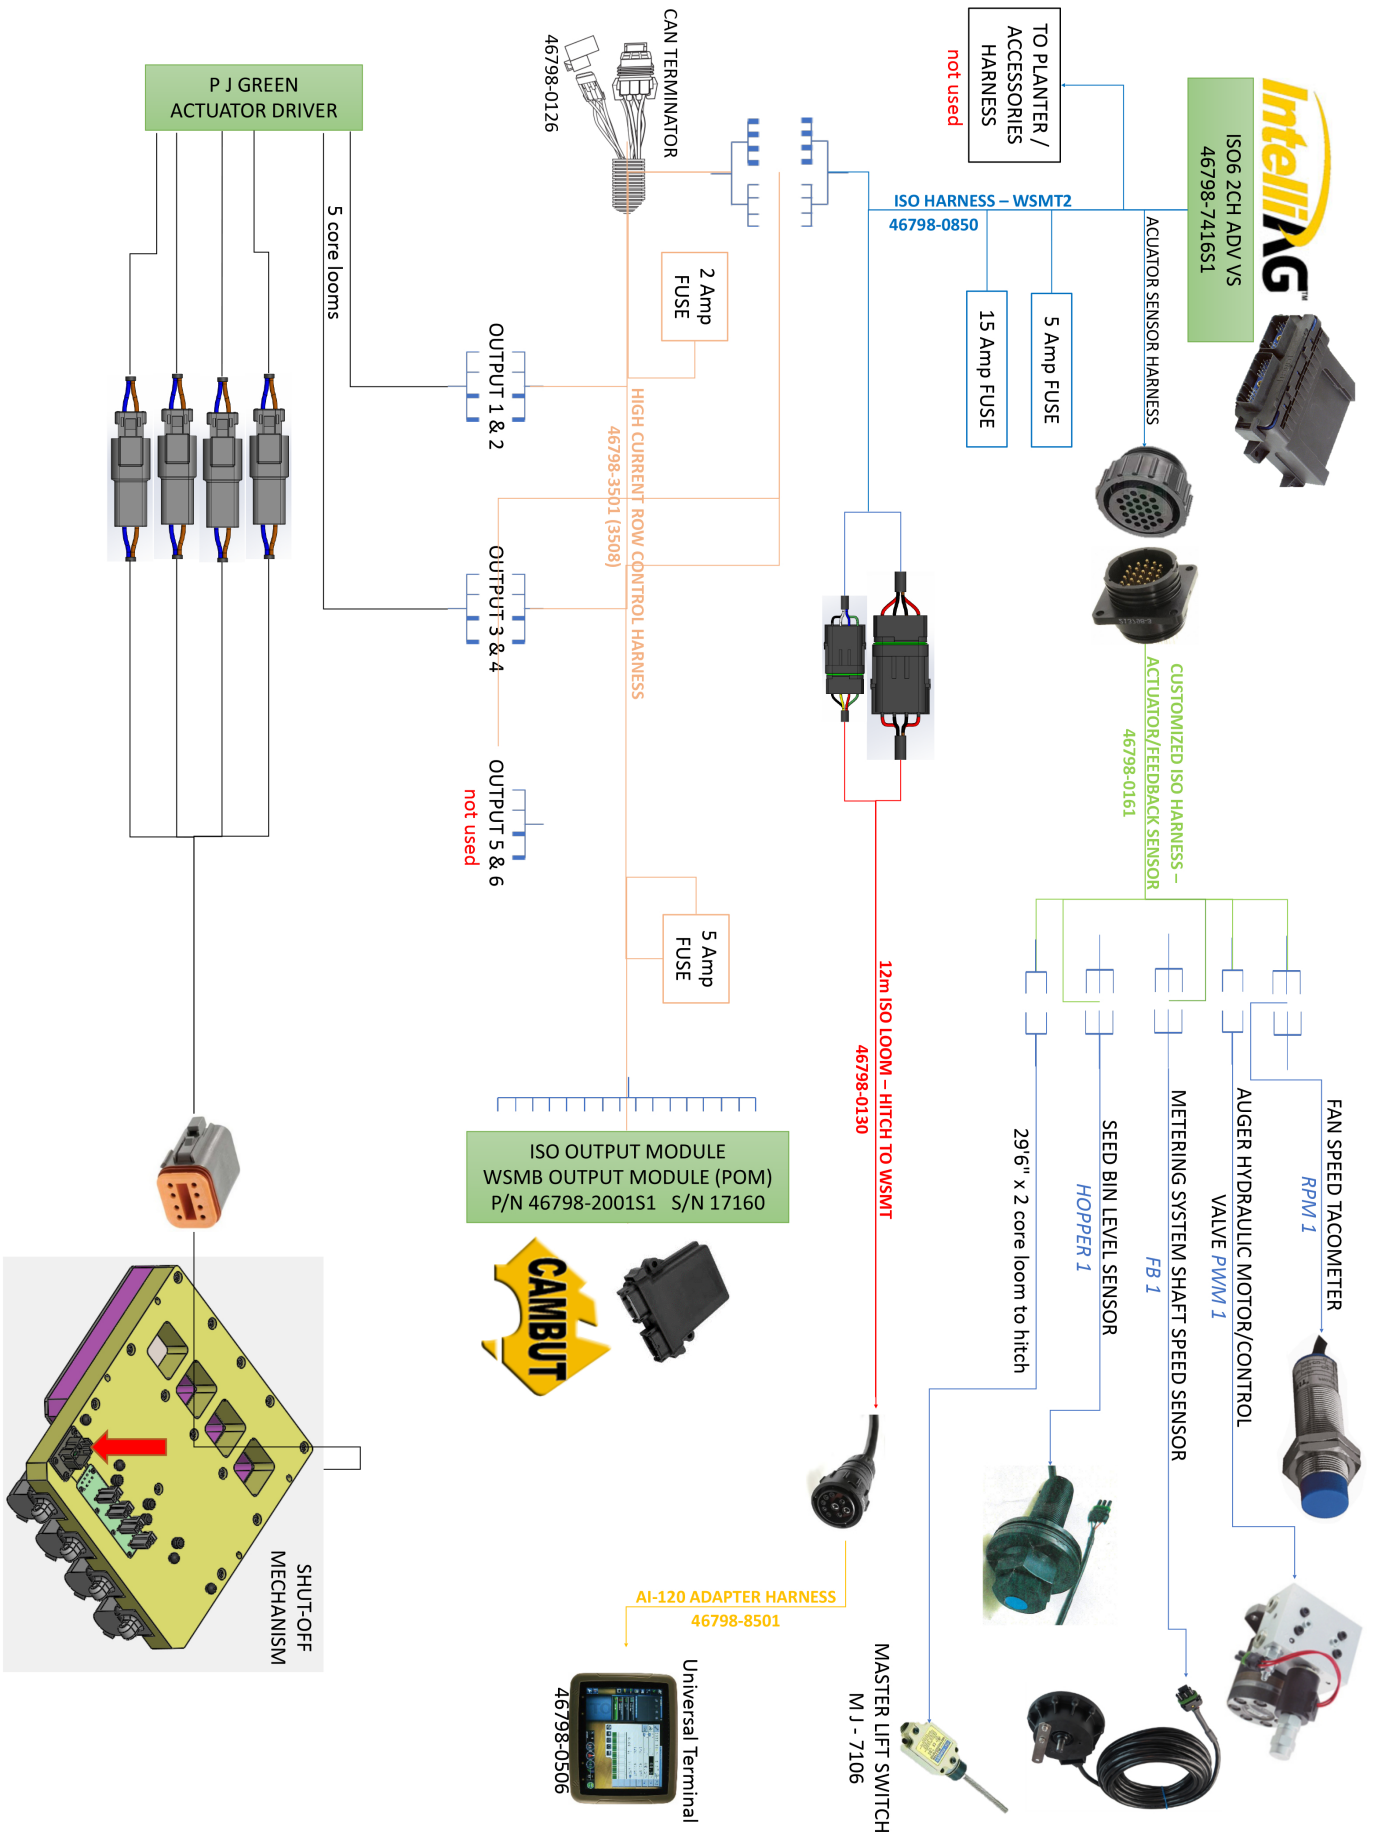 IntelliAG™
ISO6 2CH ADV VS
46798-7416S1
TO PLANTER /
ACCESSORIES
HARNESS
not used
ISO HARNESS – WSMT2
46798-0850
ACUATOR SENSOR HARNESS
5 Amp FUSE
15 Amp FUSE
CUSTOMIZED ISO HARNESS –
ACTUATOR/FEEDBACK SENSOR
46798-0161
FAN SPEED TACOMETER
RPM 1
AUGER HYDRAULIC MOTOR/CONTROL
VALVE PWM 1
METERING SYSTEM SHAFT SPEED SENSOR
FB 1
SEED BIN LEVEL SENSOR
HOPPER 1
29'6" x 2 core loom to hitch
MASTER LIFT SWITCH
M J - 7106
12m ISO LOOM – HITCH TO WSMT
46798-0130
AI-120 ADAPTER HARNESS
46798-8501
Universal Terminal
46798-0506
CAN TERMINATOR
46798-0126
2 Amp
FUSE
HIGH CURRENT ROW CONTROL HARNESS
46798-3501 (3508)
5 Amp
FUSE
OUTPUT 1 & 2
OUTPUT 3 & 4
OUTPUT 5 & 6
not used
ISO OUTPUT MODULE
WSMB OUTPUT MODULE (POM)
P/N 46798-2001S1 S/N 17160
CAMBUT
P J GREEN
ACTUATOR DRIVER
5 core looms
SHUT-OFF
MECHANISM